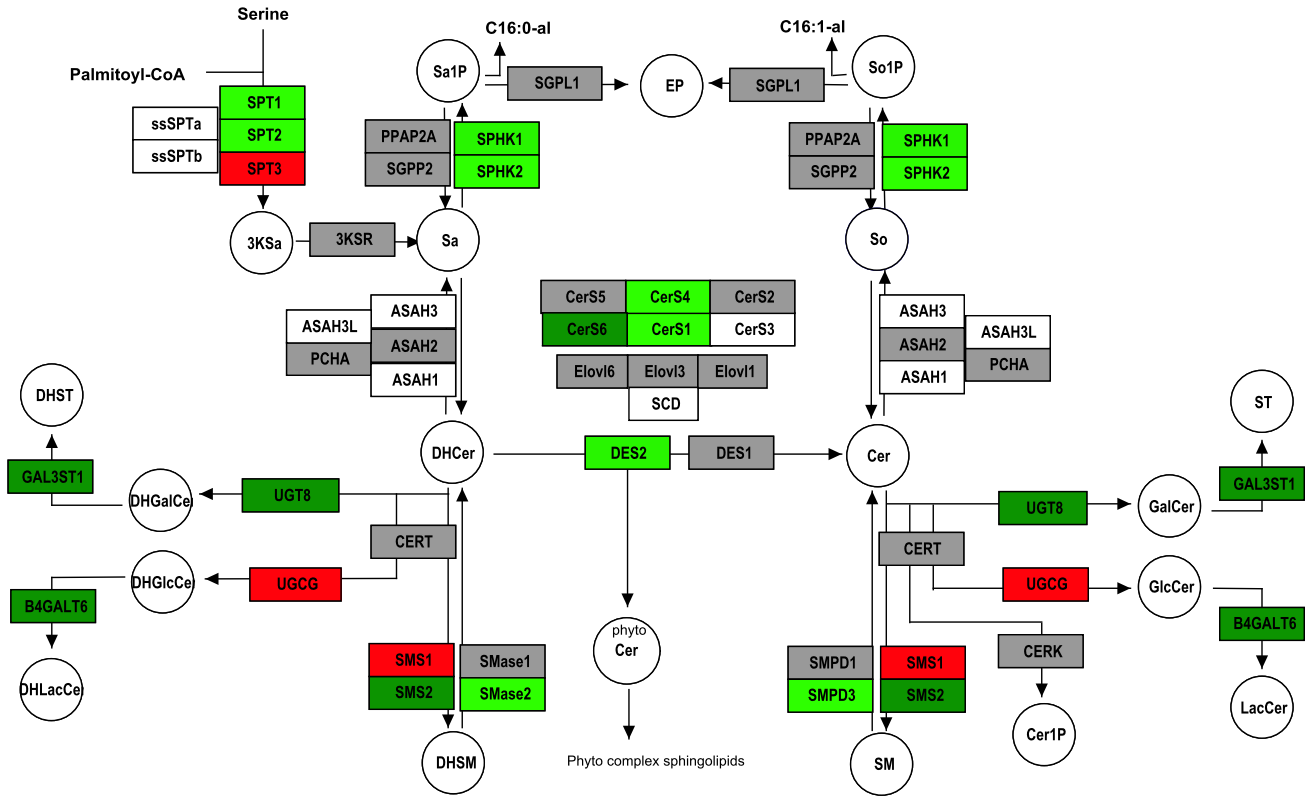 Serine
C16:0-al
C16:1-al
Palmitoyl-CoA
Sa1P
SGPL1
EP
SGPL1
So1P
SPT1
ssSPTa
SPT2
ssSPTb
SPT3
PPAP2A
SPHK1
SGPP2
SPHK2
PPAP2A
SPHK1
SGPP2
SPHK2
3KSa
3KSR
Sa
So
CerS5
CerS4
CerS2
CerS6
CerS1
CerS3
ASAH3
ASAH3L
ASAH2
PCHA
ASAH1
ASAH3
ASAH3L
ASAH2
PCHA
ASAH1
Elovl6
Elovl3
Elovl1
SCD
DHST
ST
DHCer
DES2
DES1
Cer
GAL3ST1
DHGalCer
UGT8
UGT8
GalCer
GAL3ST1
CERT
CERT
DHGlcCer
UGCG
UGCG
GlcCer
B4GALT6
B4GALT6
phyto
Cer
SMS1
SMase1
SMS2
SMase2
SMPD1
SMS1
SMPD3
SMS2
CERK
DHLacCer
LacCer
Cer1P
DHSM
Phyto complex sphingolipids
SM